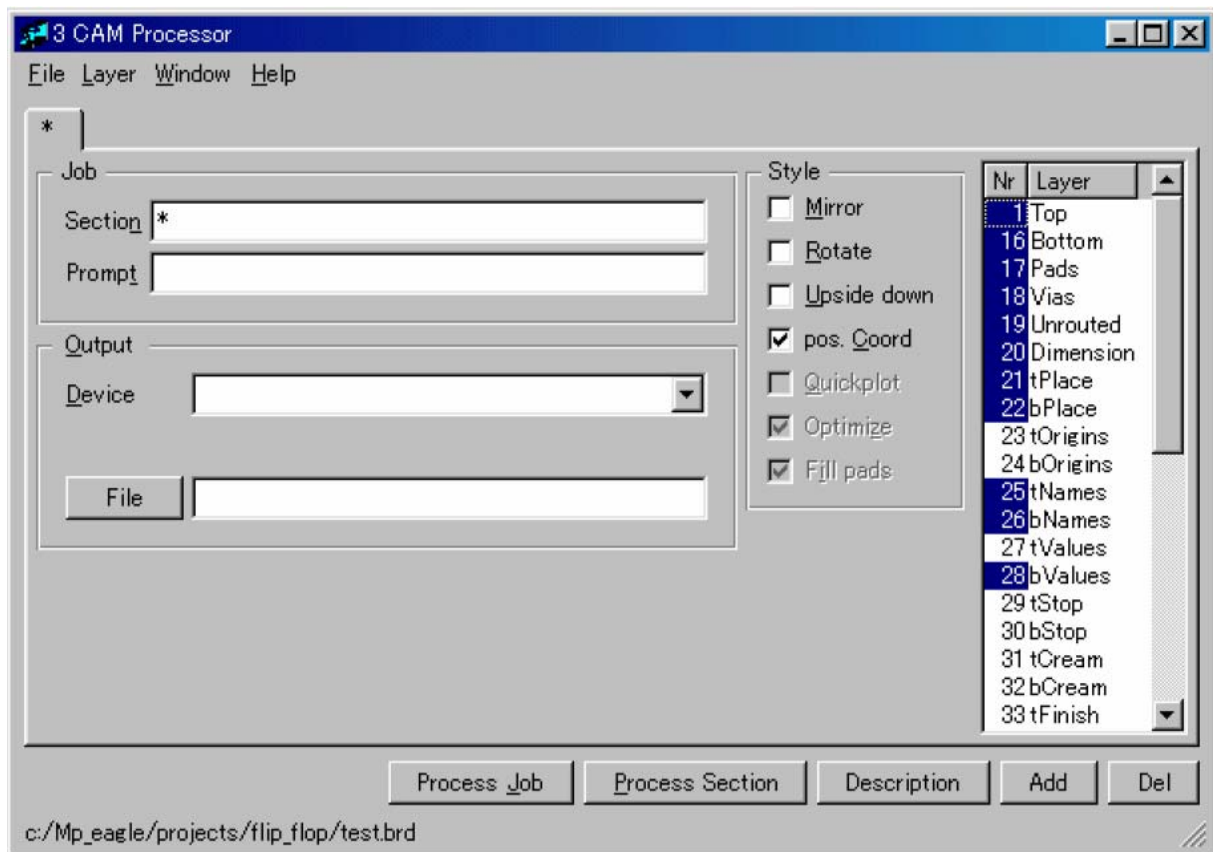 3 CAM Processor
File Layer Window Help
*
Job
Section *
Prompt
Output
Device
File
Style
Mirror
Rotate
Upside down
pos. Coord
Quickplot
Optimize
Fill pads
Nr Layer
1 Top
16 Bottom
17 Pads
18 Vias
19 Unrouted
20 Dimension
21 tPlace
22 bPlace
23 tOrigins
24 bOrigins
25 tNames
26 bNames
27 tValues
28 bValues
29 tStop
30 bStop
31 tCream
32 bCream
33 tFinish
Process Job Process Section Description Add Del
c:/Mp_eagle/projects/flip_flop/test.brd